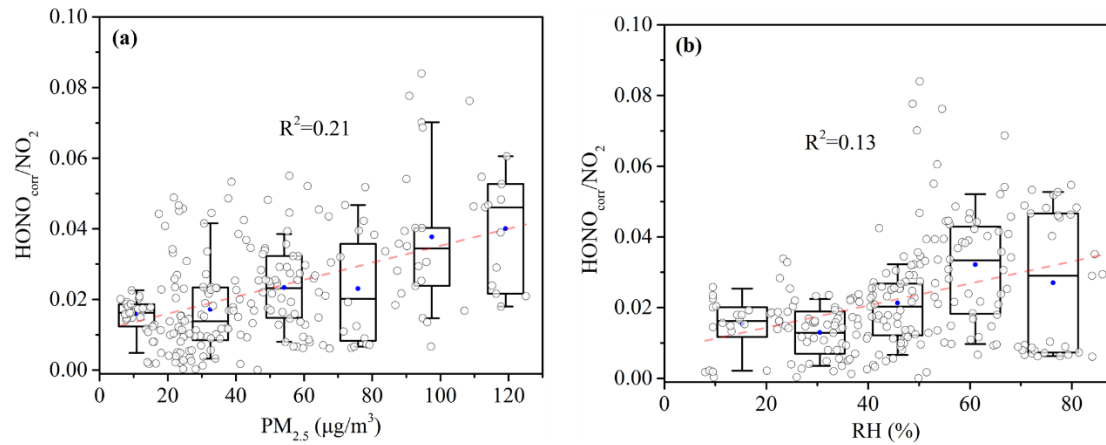 (a)
R²=0.21
0.10
0.08
0.06
0.04
0.02
0.00
HONO_corr/NO₂
0 20 40 60 80 100 120
PM₂.₅ (μg/m³)
(b)
R²=0.13
0.10
0.08
0.06
0.04
0.02
0.00
HONO_corr/NO₂
0 20 40 60 80
RH (%)